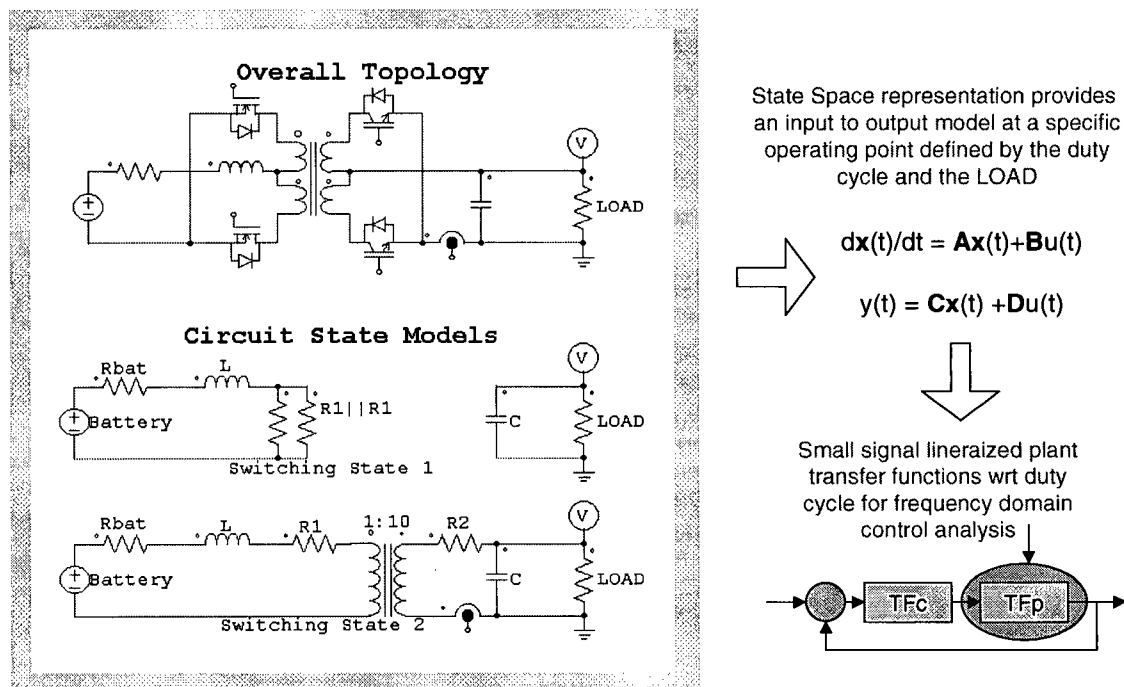 Overall Topology
V
LOAD
Circuit State Models
Rbat
L
V
Battery
R1||R1
C
LOAD
Switching State 1
Rbat
L
R1
1:10
R2
V
Battery
C
LOAD
Switching State 2
State Space representation provides
an input to output model at a specific
operating point defined by the duty
cycle and the LOAD
dx(t)/dt = Ax(t)+Bu(t)
y(t) = Cx(t) +Du(t)
Small signal lineraized plant
transfer functions wrt duty
cycle for frequency domain
control analysis
TFc
TFp